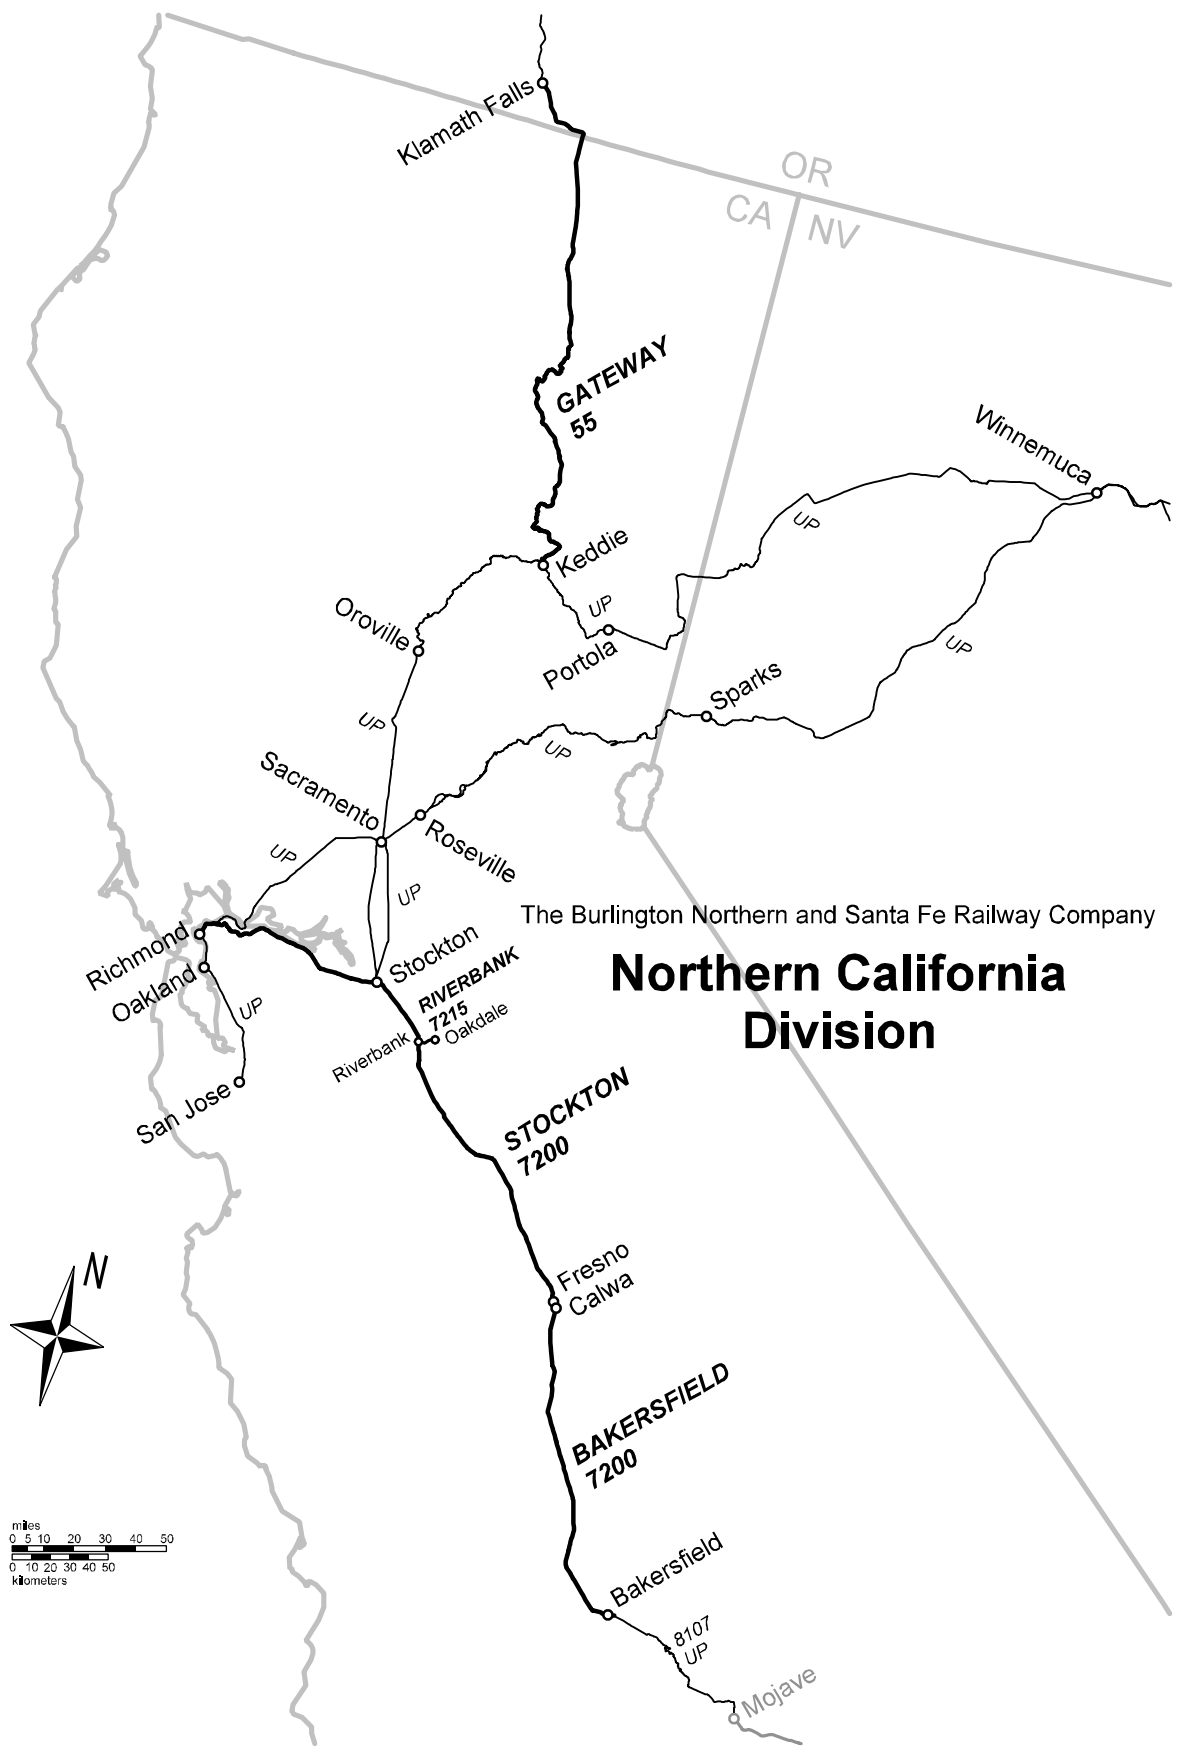 Klamath Falls
OR
CA
NV
GATEWAY
55
Winnemuca
UP
Keddie
UP
Oroville
Portola
UP
Sparks
UP
UP
Sacramento
Roseville
UP
UP
The Burlington Northern and Santa Fe Railway Company
Northern California
Division
Richmond
Oakland
UP
Stockton
RIVERBANK
7215
Riverbank
Oakdale
San Jose
STOCKTON
7200
N
Fresno
Calwa
BAKERSFIELD
7200
miles
0 5 10 20 30 40 50
0 10 20 30 40 50
kilometers
Bakersfield
8107
UP
Mojave